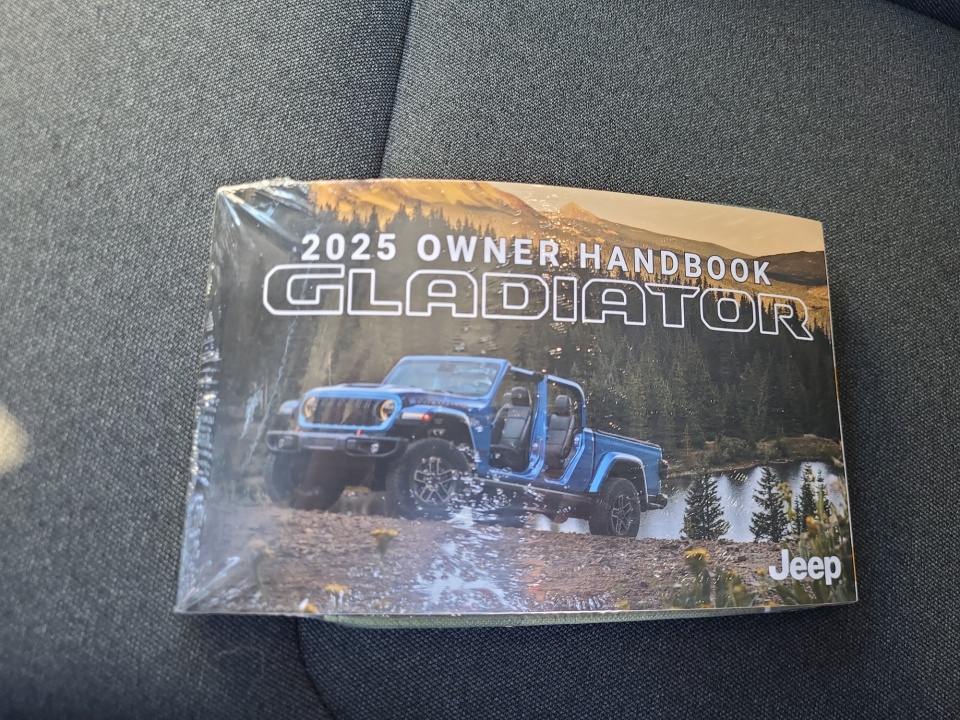 2025 OWNER HANDBOOK
GLADIATOR
Jeep